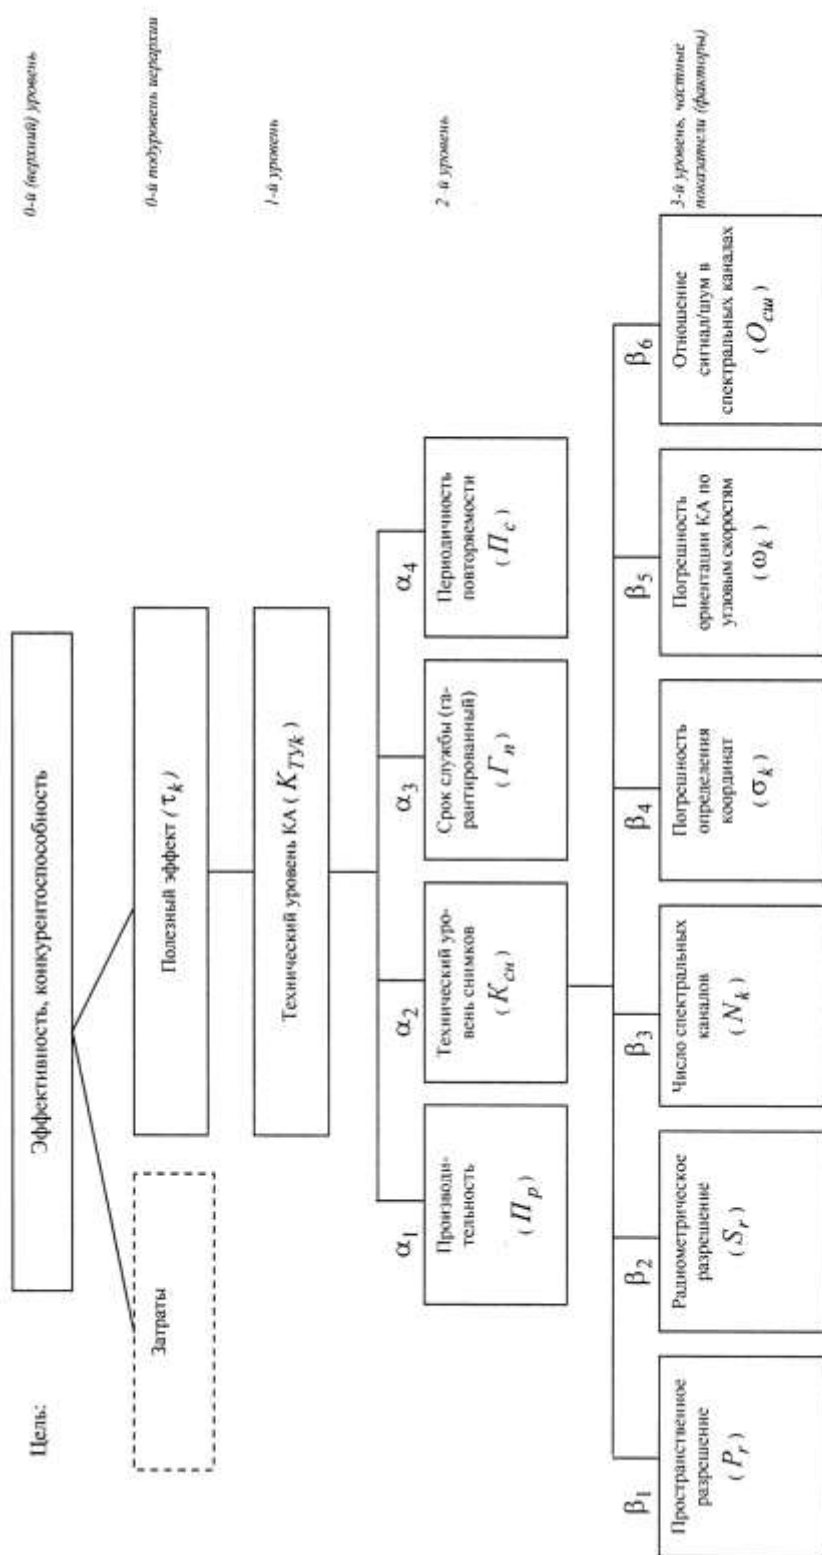 Цель:
Эффективность, конкурентоспособность
0-й (верхний) уровень
Затраты
Полезный эффект (τk)
0-й подуровень иерархии
Технический уровень КА (KТУk)
1-й уровень
α1
α2
α3
α4
Производи-
тельность
(Пp)
Технический уро-
вень снимков
(Kсн)
Срок службы (га-
рантированный)
(Гп)
Периодичность
повторяемости
(Пc)
2-й уровень
β1
β2
β3
β4
β5
β6
Пространственное
разрешение
(Pr)
Радиометрическое
разрешение
(Sr)
Число спектральных
каналов
(Nk)
Погрешность
определения
координат
(σk)
Погрешность
ориентации КА по
угловым скоростям
(ωk)
Отношение
сигнал/шум в
спектральных каналах
(Oсш)
3-й уровень, частные
показатели (факторы)